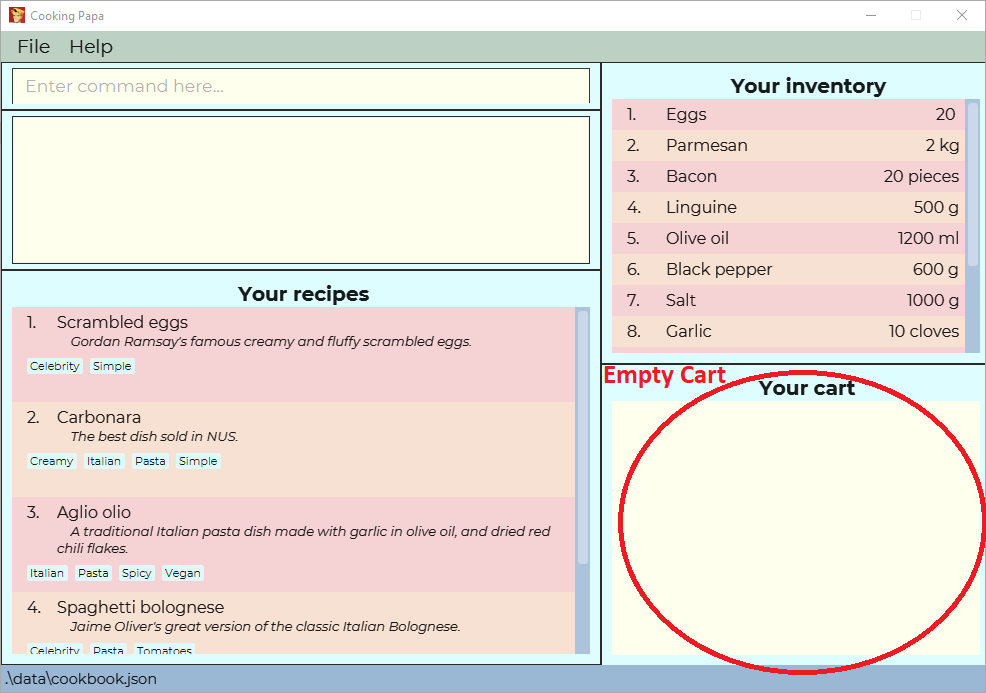 Cooking Papa
File Help
Enter command here...
Your recipes
1. Scrambled eggs
Gordan Ramsay's famous creamy and fluffy scrambled eggs.
Celebrity Simple
2. Carbonara
The best dish sold in NUS.
Creamy Italian Pasta Simple
3. Aglio olio
A traditional Italian pasta dish made with garlic in olive oil, and dried red
chili flakes.
Italian Pasta Spicy Vegan
4. Spaghetti bolognese
Jaime Oliver's great version of the classic Italian Bolognese.
Celebrity Pasta Tomatoes
Your inventory
1. Eggs 20
2. Parmesan 2 kg
3. Bacon 20 pieces
4. Linguine 500 g
5. Olive oil 1200 ml
6. Black pepper 600 g
7. Salt 1000 g
8. Garlic 10 cloves
Empty Cart
Your cart
.\data\cookbook.json